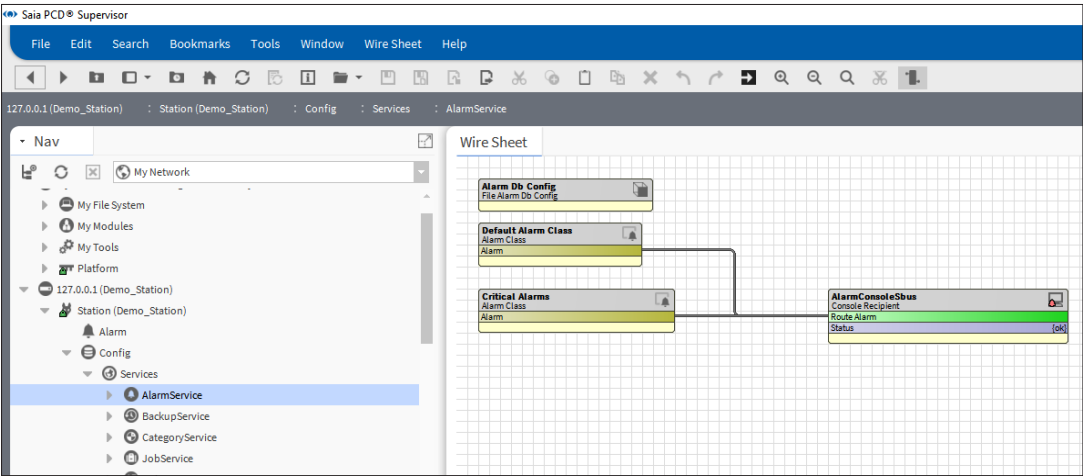 Saia PCD® Supervisor
File Edit Search Bookmarks Tools Window Wire Sheet Help
127.0.0.1 (Demo_Station) : Station (Demo_Station) : Config : Services : AlarmService
Nav
My Network
My File System
My Modules
My Tools
Platform
127.0.0.1 (Demo_Station)
Station (Demo_Station)
Alarm
Config
Services
AlarmService
BackupService
CategoryService
JobService
Wire Sheet
Alarm Db Config
File Alarm Db Config
Default Alarm Class
Alarm Class
Alarm
Critical Alarms
Alarm Class
Alarm
AlarmConsoleSbus
Console Recipient
Route Alarm
Status {ok}